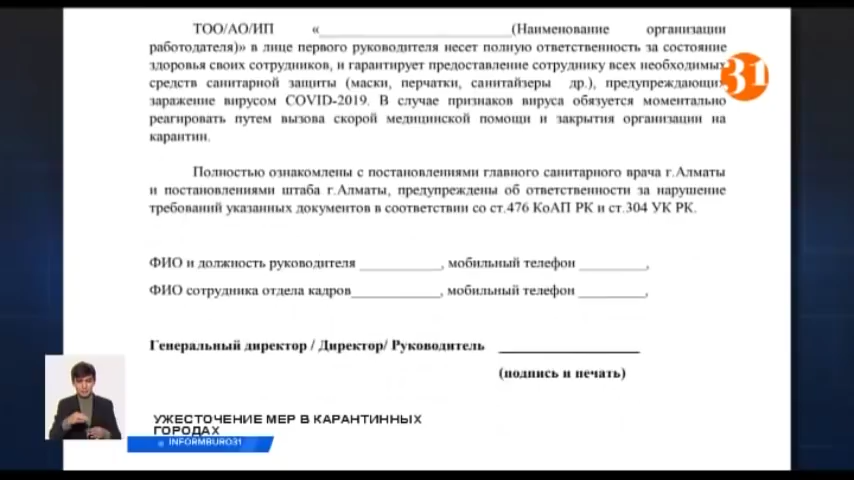 ТОО/АО/ИП «___________________________(Наименование организации
работодателя)» в лице первого руководителя несет полную ответственность за состояние
здоровья своих сотрудников, и гарантирует предоставление сотруднику всех необходимых
средств санитарной защиты (маски, перчатки, санитайзеры др.), предупреждающих
заражение вирусом COVID-2019. В случае признаков вируса обязуется моментально
реагировать путем вызова скорой медицинской помощи и закрытия организации на
карантин.
31
Полностью ознакомлены с постановлениями главного санитарного врача г.Алматы
и постановлениями штаба г.Алматы, предупреждены об ответственности за нарушение
требований указанных документов в соответствии со ст.476 КоАП РК и ст.304 УК РК.
ФИО и должность руководителя ___________, мобильный телефон _________,
ФИО сотрудника отдела кадров____________, мобильный телефон _________,
Генеральный директор / Директор/ Руководитель ____________________
(подпись и печать)
УЖЕСТОЧЕНИЕ МЕР В КАРАНТИННЫХ
ГОРОДАХ
INFORMBURO31